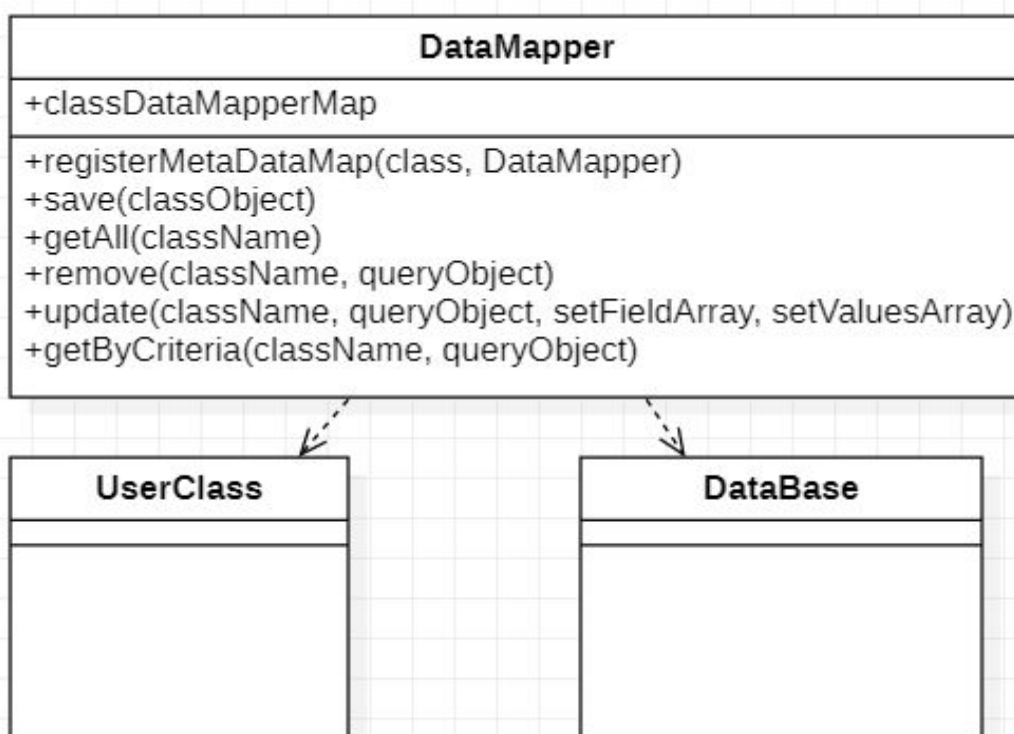 DataMapper
+classDataMapperMap
+registerMetaDataMap(class, DataMapper)
+save(classObject)
+getAll(className)
+remove(className, queryObject)
+update(className, queryObject, setFieldArray, setValuesArray)
+getByCriteria(className, queryObject)
UserClass
DataBase